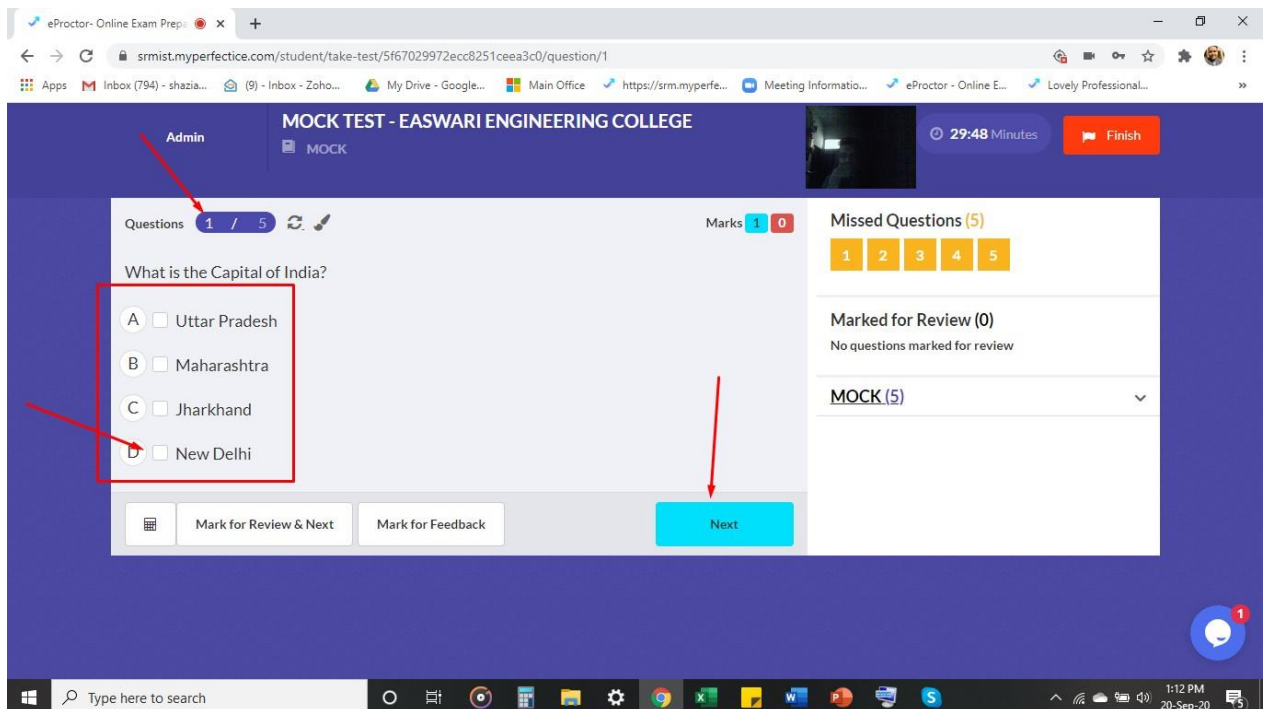 eProctor- Online Exam Prepa
srmist.myperfectice.com/student/take-test/5f67029972ecc8251ceea3c0/question/1
Apps
Inbox (794) - shazia...
(9) - Inbox - Zoho...
My Drive - Google...
Main Office
https://srm.myperfe...
Meeting Informatio...
eProctor - Online E...
Lovely Professional...
Admin
MOCK TEST - EASWARI ENGINEERING COLLEGE
MOCK
29:48 Minutes
Finish
Questions 1 / 5
Marks 1 0
What is the Capital of India?
A Uttar Pradesh
B Maharashtra
C Jharkhand
D New Delhi
Mark for Review & Next
Mark for Feedback
Next
Missed Questions (5)
1 2 3 4 5
Marked for Review (0)
No questions marked for review
MOCK (5)
1
Type here to search
1:12 PM
20-Sep-20
5